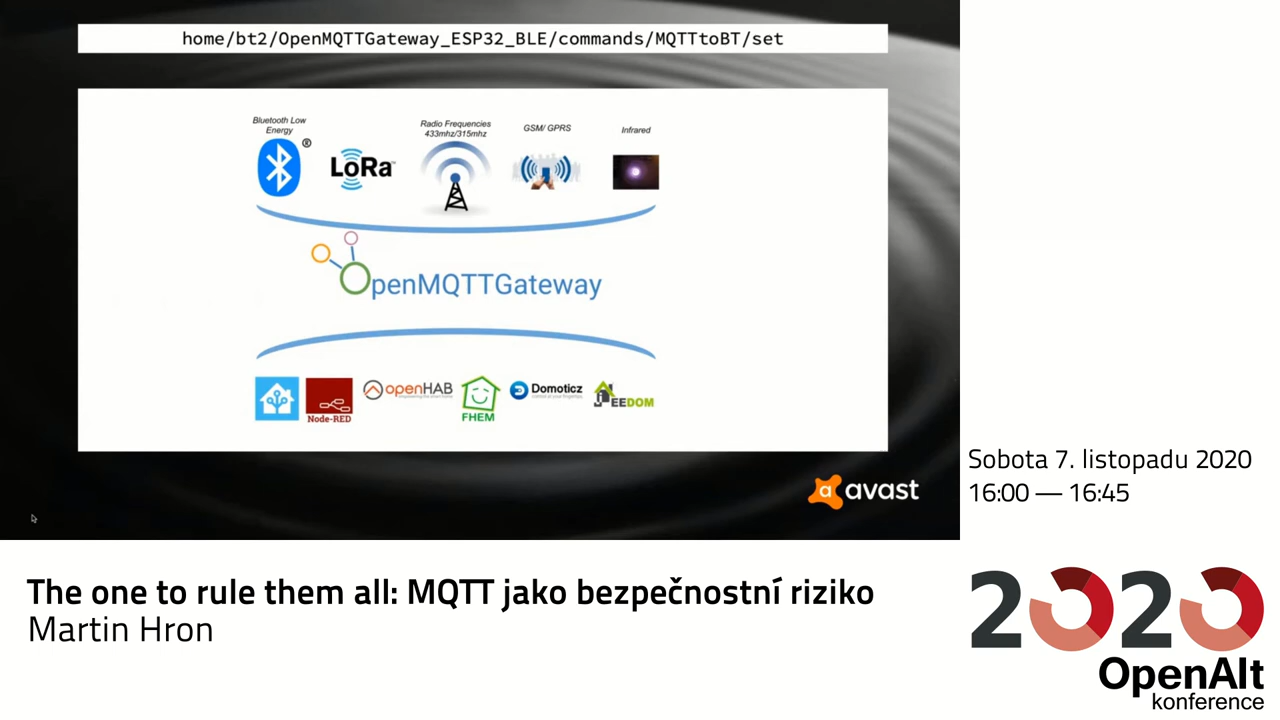 home/bt2/OpenMQTTGateway_ESP32_BLE/commands/MQTTtoBT/set
Bluetooth Low
Energy
®
LoRa™
Radio Frequencies
433mhz/315mhz
GSM/ GPRS
Infrared
OpenMQTTGateway
Node-RED
openHAB
FHEM
Domoticz
JEEDOM
avast
Sobota 7. listopadu 2020
16:00 — 16:45
The one to rule them all: MQTT jako bezpečnostní riziko
Martin Hron
2020
OpenAlt
konference